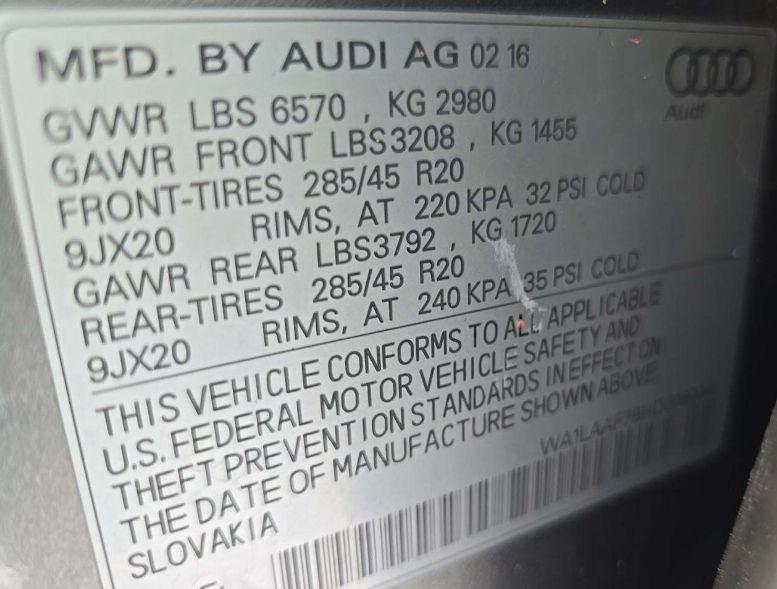 MFD. BY AUDI AG 02 16
Audi
GVWR LBS 6570 , KG 2980
GAWR FRONT LBS3208 , KG 1455
FRONT-TIRES 285/45 R20
9JX20 RIMS, AT 220 KPA 32 PSI COLD
GAWR REAR LBS3792 , KG 1720
REAR-TIRES 285/45 R20
9JX20 RIMS, AT 240 KPA 35 PSI COLD
THIS VEHICLE CONFORMS TO ALL APPLICABLE
U.S. FEDERAL MOTOR VEHICLE SAFETY AND
THEFT PREVENTION STANDARDS IN EFFECT ON
THE DATE OF MANUFACTURE SHOWN ABOVE.
SLOVAKIA